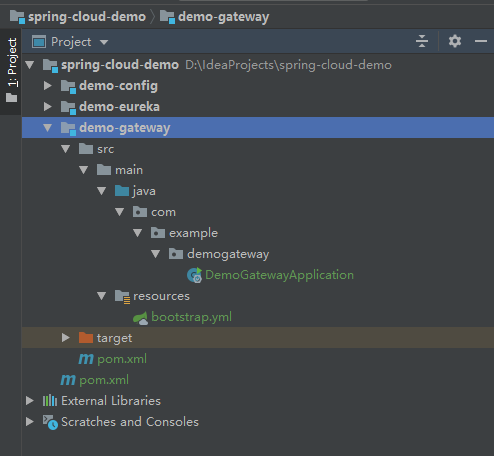 spring-cloud-demo demo-gateway
1: Project
Project
spring-cloud-demo D:\IdeaProjects\spring-cloud-demo
demo-config
demo-eureka
demo-gateway
src
main
java
com
example
demogateway
DemoGatewayApplication
resources
bootstrap.yml
target
m pom.xml
m pom.xml
External Libraries
Scratches and Consoles